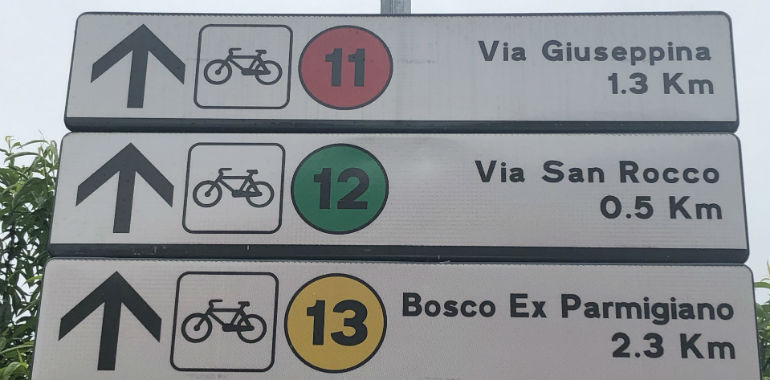 11 Via Giuseppina
1.3 Km
12 Via San Rocco
0.5 Km
13 Bosco Ex Parmigiano
2.3 Km